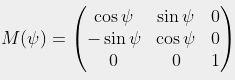 M(ψ) = ⎛ cos ψ sin ψ 0 ⎞
⎜ − sin ψ cos ψ 0 ⎟
⎝ 0 0 1 ⎠